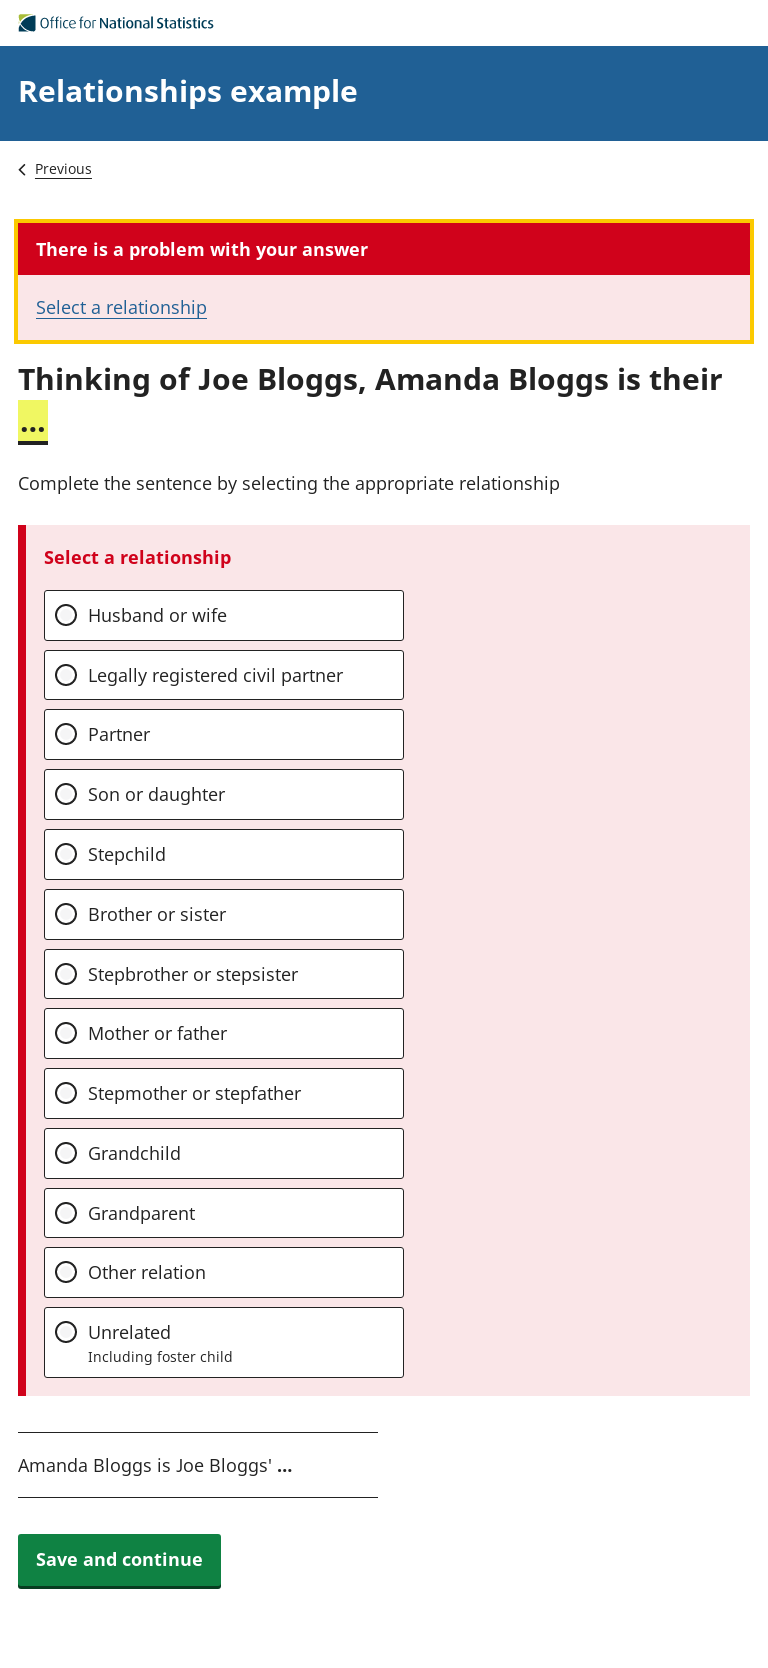 Office for National Statistics
Relationships example
Previous
There is a problem with your answer
Select a relationship
Thinking of Joe Bloggs, Amanda Bloggs is their
...
Complete the sentence by selecting the appropriate relationship
Select a relationship
Husband or wife
Legally registered civil partner
Partner
Son or daughter
Stepchild
Brother or sister
Stepbrother or stepsister
Mother or father
Stepmother or stepfather
Grandchild
Grandparent
Other relation
Unrelated
Including foster child
Amanda Bloggs is Joe Bloggs' ...
Save and continue